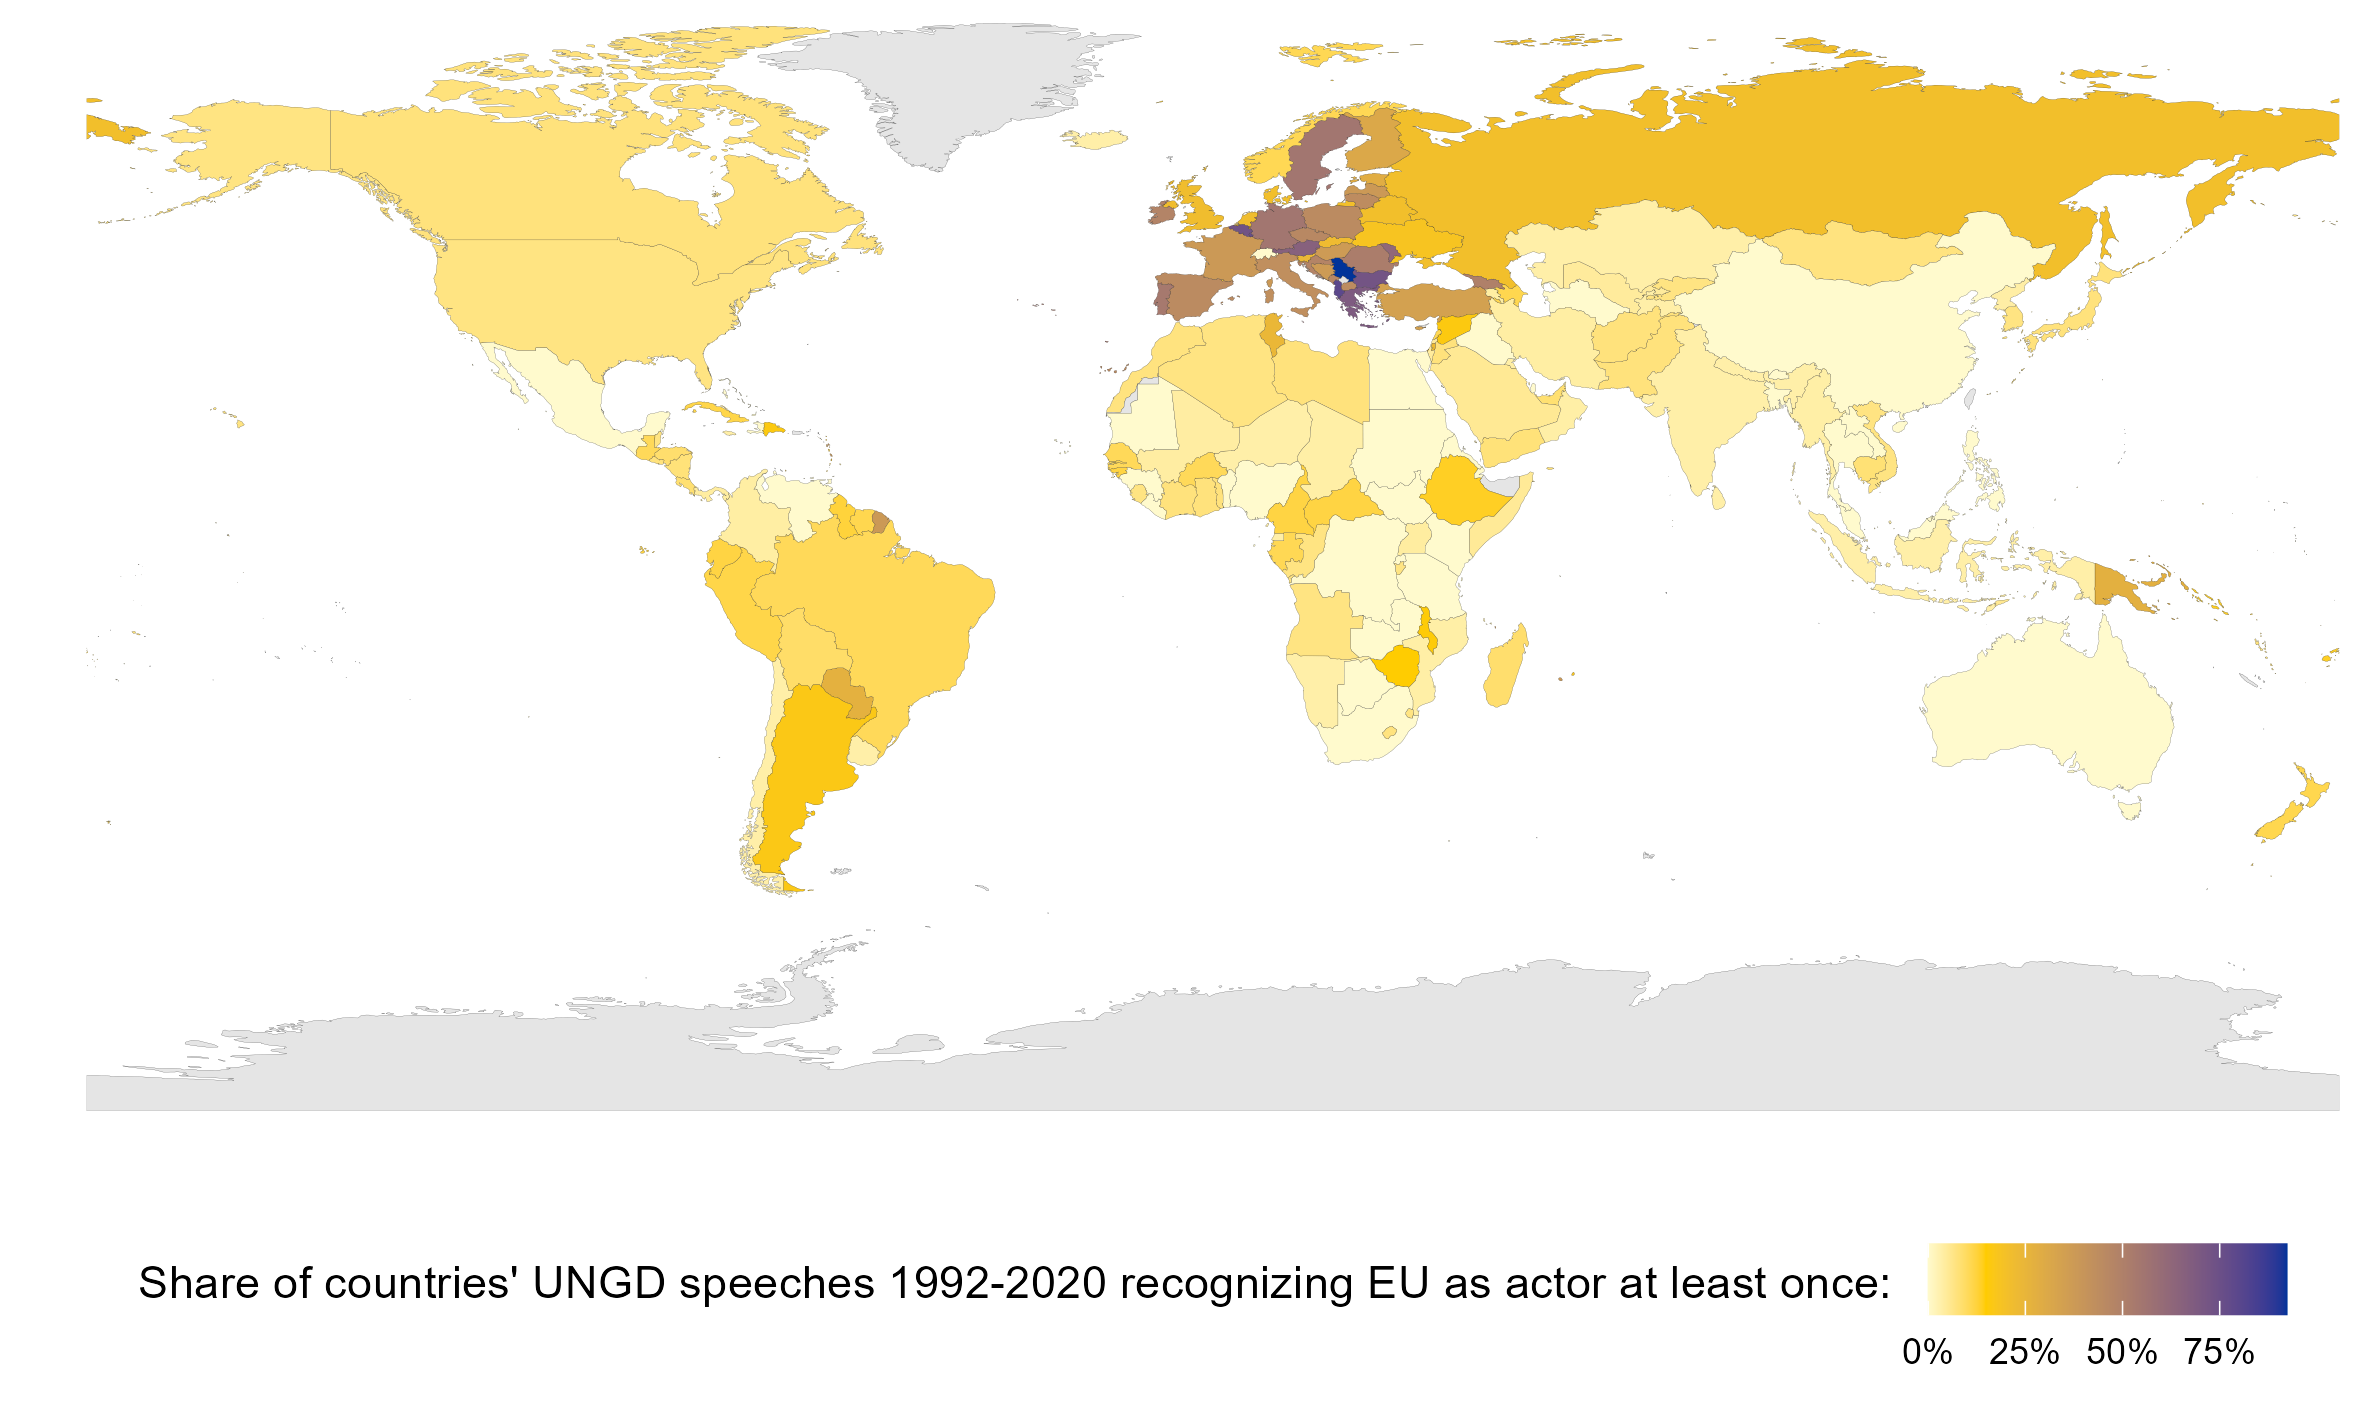 Share of countries' UNGD speeches 1992-2020 recognizing EU as actor at least once:
0% 25% 50% 75%